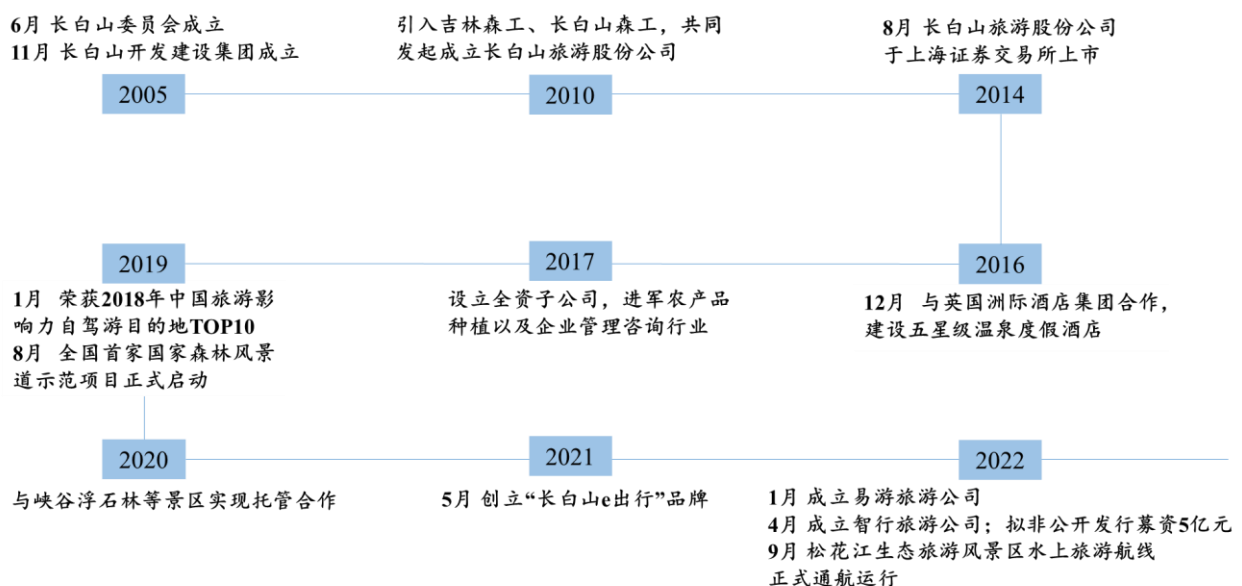 6月 长白山委员会成立
11月 长白山开发建设集团成立
2005
引入吉林森工、长白山森工，共同
发起成立长白山旅游股份公司
2010
8月 长白山旅游股份公司
于上海证券交易所上市
2014
2016
12月 与英国洲际酒店集团合作，
建设五星级温泉度假酒店
2017
设立全资子公司，进军农产品
种植以及企业管理咨询行业
2019
1月 荣获2018年中国旅游影
响力自驾游目的地TOP10
8月 全国首家国家森林风景
道示范项目正式启动
2020
与峡谷浮石林等景区实现托管合作
2021
5月 创立“长白山e出行”品牌
2022
1月 成立易游旅游公司
4月 成立智行旅游公司；拟非公开发行募资5亿元
9月 松花江生态旅游风景区水上旅游航线
正式通航运行